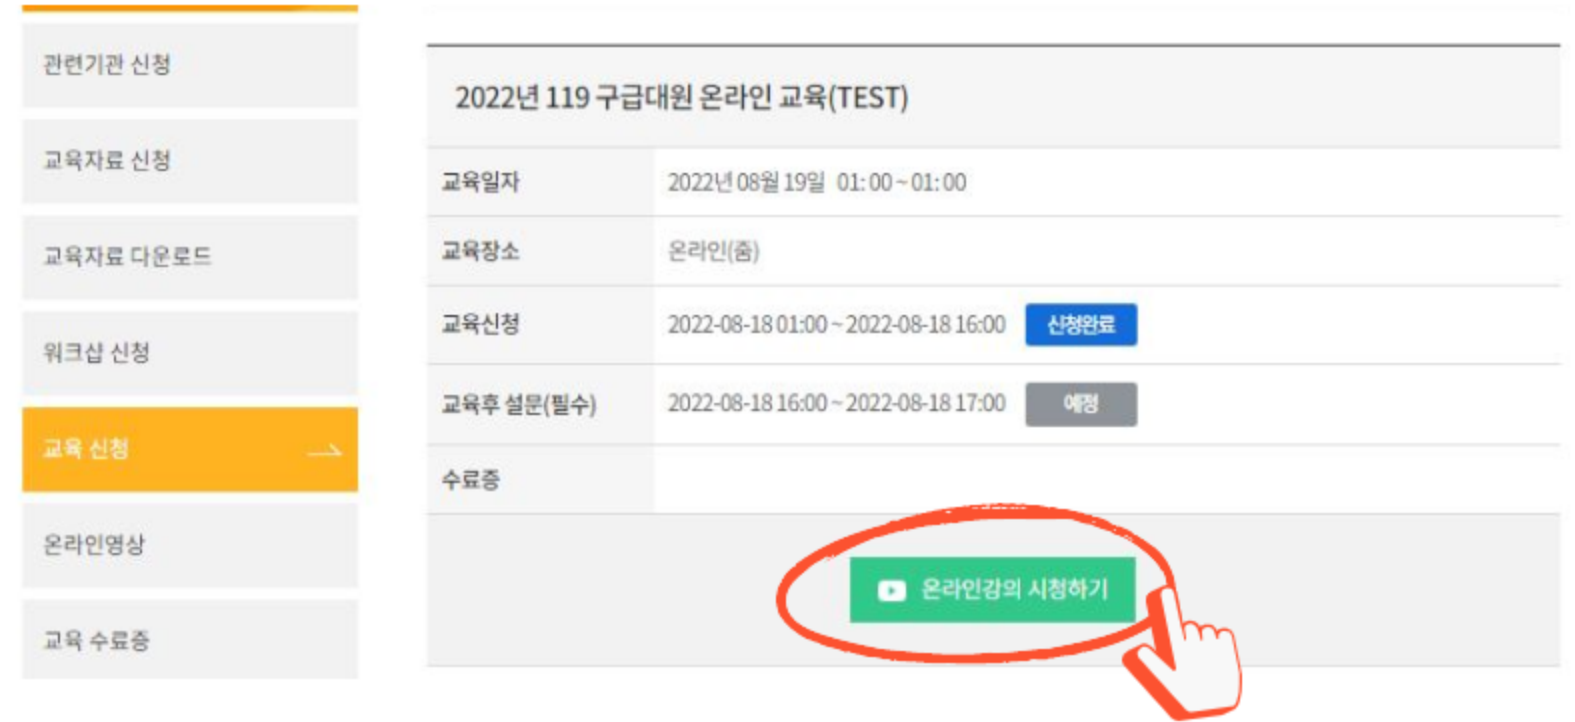 관련기관 신청
교육자료 신청
교육자료 다운로드
워크샵 신청
교육 신청
온라인영상
교육 수료증
2022년 119 구급대원 온라인 교육(TEST)
교육일자 2022년 08월 19일 01: 00 ~ 01: 00
교육장소 온라인(줌)
교육신청 2022-08-18 01:00 ~ 2022-08-18 16:00 신청완료
교육후 설문(필수) 2022-08-18 16:00 ~ 2022-08-18 17:00 예정
수료증
온라인강의 시청하기